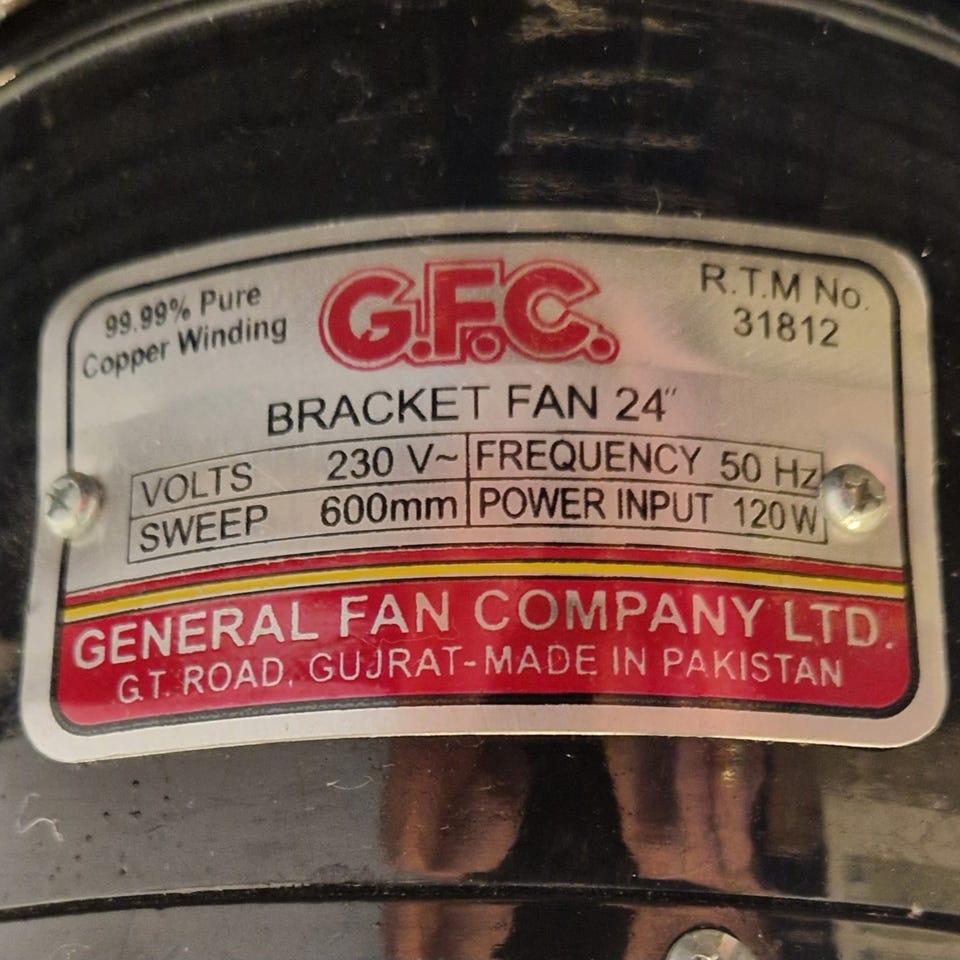 99.99% Pure
Copper Winding
G.F.C.
R.T.M No.
31812
BRACKET FAN 24"
VOLTS 230 V~ FREQUENCY 50 Hz
SWEEP 600mm POWER INPUT 120W
GENERAL FAN COMPANY LTD.
G.T. ROAD, GUJRAT-MADE IN PAKISTAN